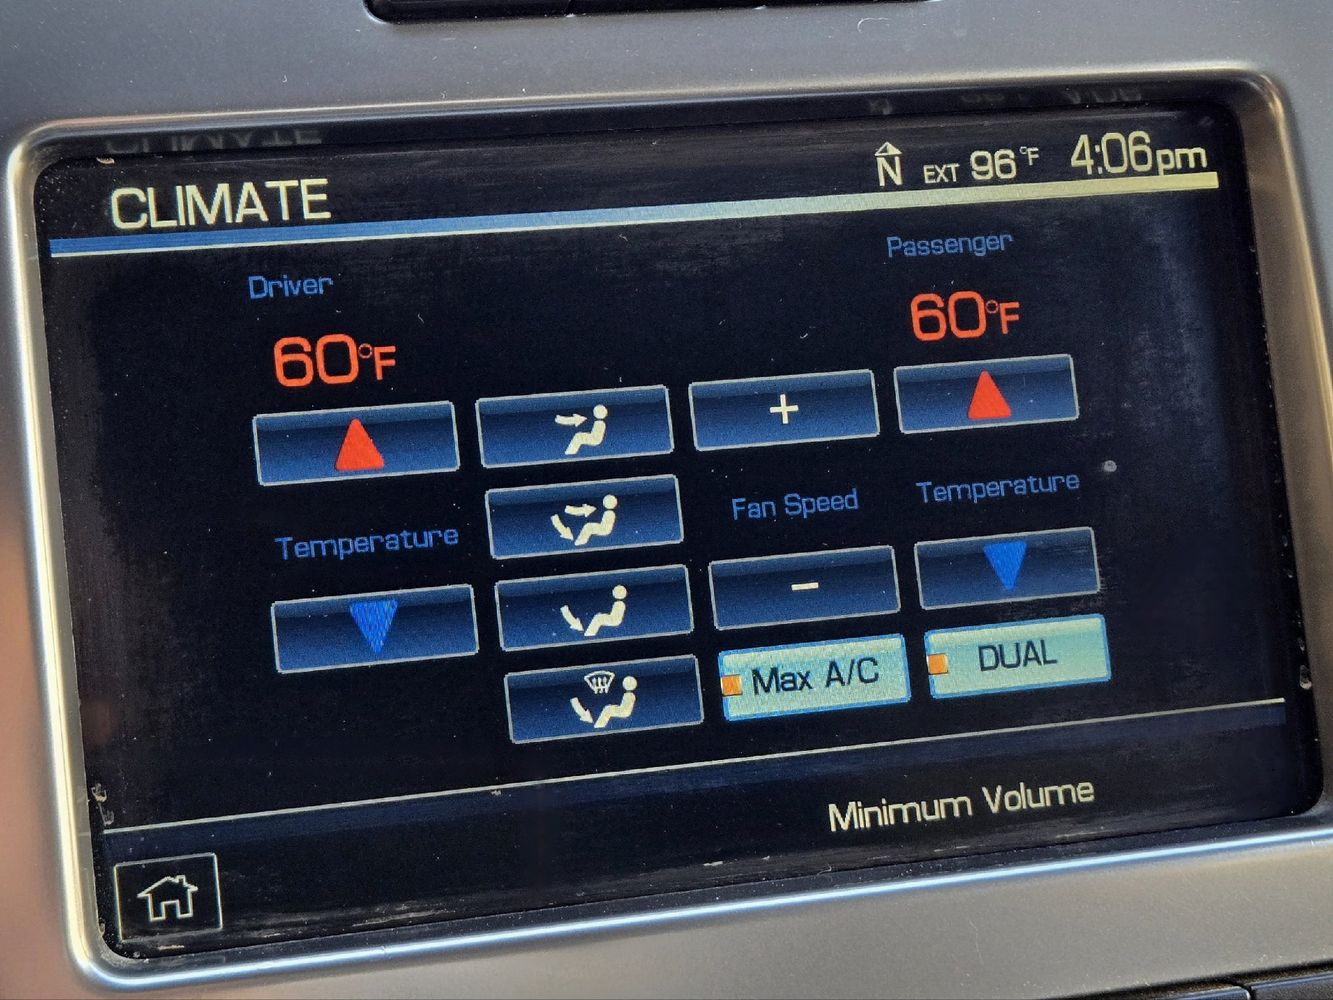 CLIMATE
N EXT 96°F 4:06pm
Driver
Passenger
60°F
60°F
+
Temperature
Fan Speed
Temperature
-
Max A/C
DUAL
Minimum Volume